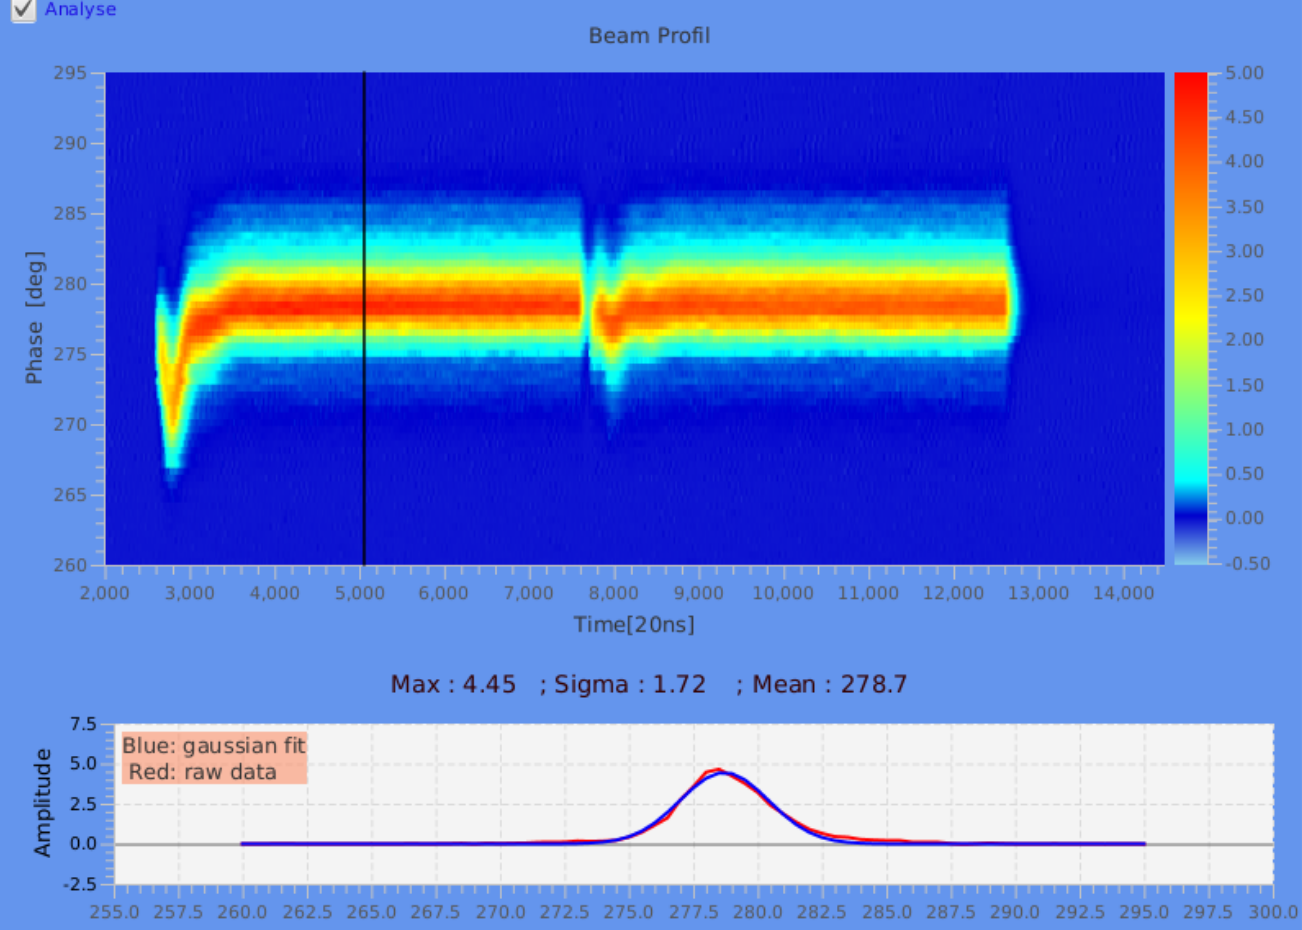 Analyse
Beam Profil
295
290
285
280
275
270
265
260
Phase [deg]
2,000 3,000 4,000 5,000 6,000 7,000 8,000 9,000 10,000 11,000 12,000 13,000 14,000
Time[20ns]
5.00
4.50
4.00
3.50
3.00
2.50
2.00
1.50
1.00
0.50
0.00
-0.50
Max : 4.45 ; Sigma : 1.72 ; Mean : 278.7
7.5
5.0
2.5
0.0
-2.5
Amplitude
Blue: gaussian fit
Red: raw data
255.0 257.5 260.0 262.5 265.0 267.5 270.0 272.5 275.0 277.5 280.0 282.5 285.0 287.5 290.0 292.5 295.0 297.5 300.0